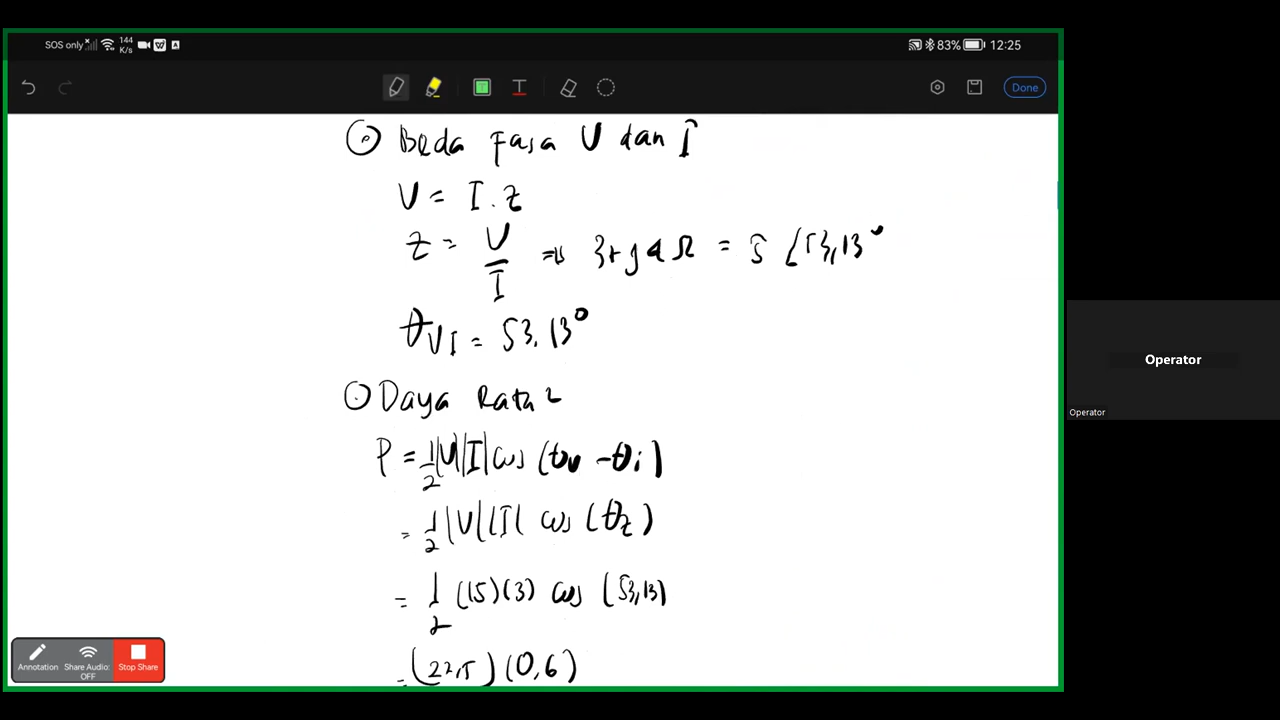 SOS only 144 K/s 83% 12:25
Done
Beda Fasa V dan I
V = I . Z
Z = V/I ⇒ 3+j4 Ω = 5 ∠53,13°
θVI = 53.13°
Daya Rata2
P = 1/2 |V||I| cos (θv - θi)
= 1/2 |V||I| cos (θz)
= 1/2 (15)(3) cos (53,13)
= (22,5) (0,6)
Operator
Operator
Annotation Share Audio: OFF Stop Share